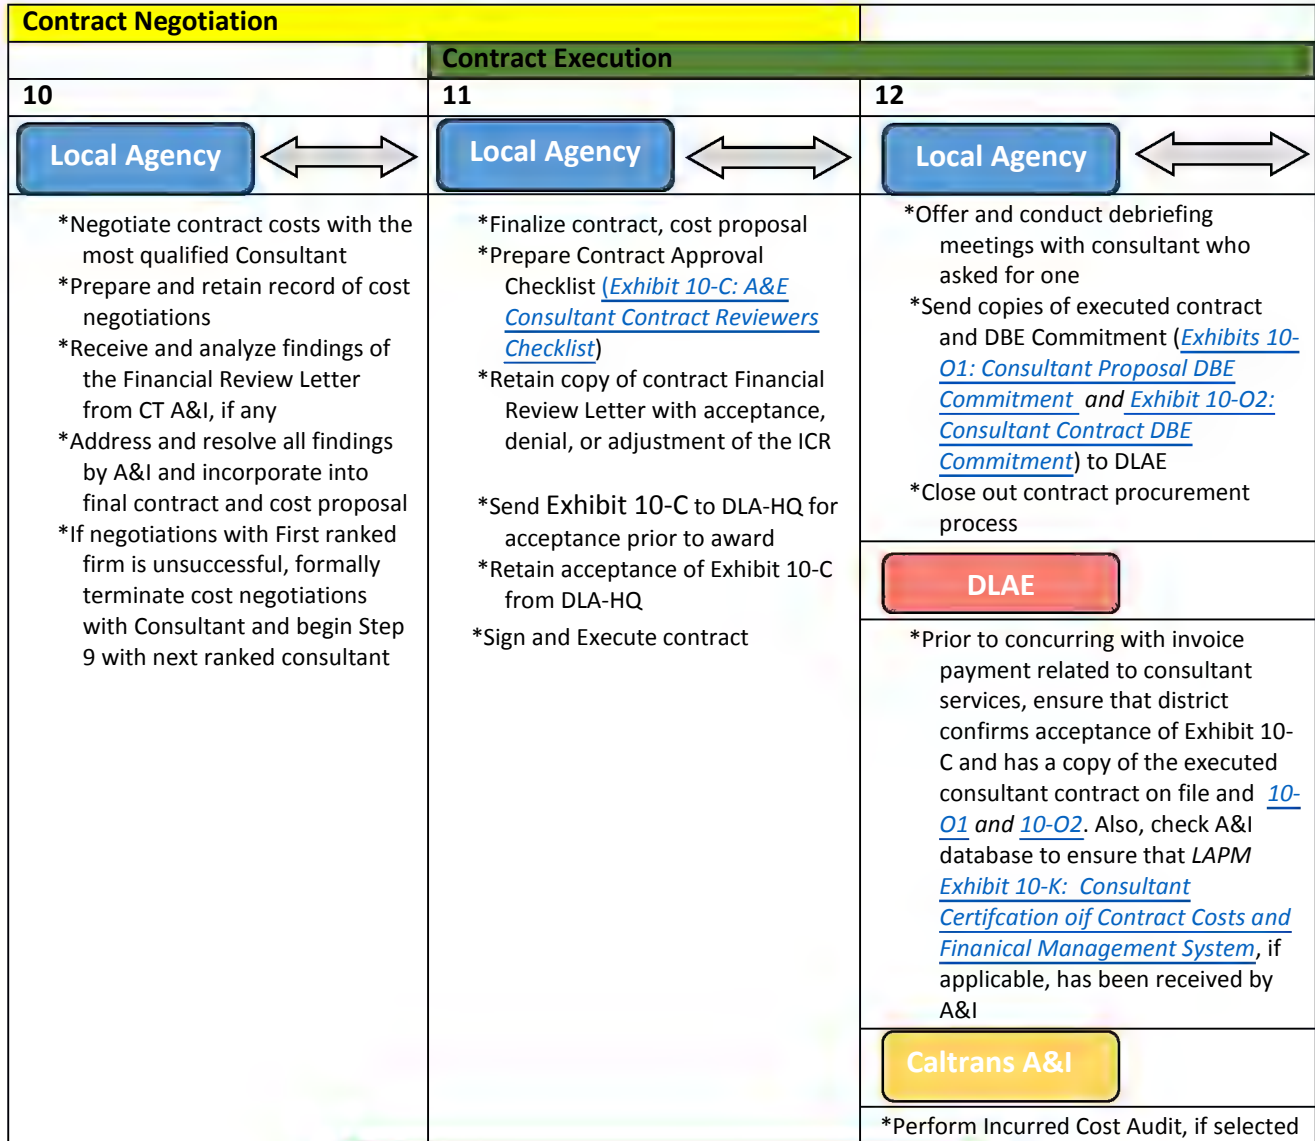 Contract Negotiation
Contract Execution
10
11
12
Local Agency
*Negotiate contract costs with the
most qualified Consultant
*Prepare and retain record of cost
negotiations
*Receive and analyze findings of
the Financial Review Letter
from CT A&I, if any
*Address and resolve all findings
by A&I and incorporate into
final contract and cost proposal
*If negotiations with First ranked
firm is unsuccessful, formally
terminate cost negotiations
with Consultant and begin Step
9 with next ranked consultant
Local Agency
*Finalize contract, cost proposal
*Prepare Contract Approval
Checklist (Exhibit 10-C: A&E
Consultant Contract Reviewers
Checklist)
*Retain copy of contract Financial
Review Letter with acceptance,
denial, or adjustment of the ICR
*Send Exhibit 10-C to DLA-HQ for
acceptance prior to award
*Retain acceptance of Exhibit 10-C
from DLA-HQ
*Sign and Execute contract
Local Agency
*Offer and conduct debriefing
meetings with consultant who
asked for one
*Send copies of executed contract
and DBE Commitment (Exhibits 10-
O1: Consultant Proposal DBE
Commitment and Exhibit 10-O2:
Consultant Contract DBE
Commitment) to DLAE
*Close out contract procurement
process
DLAE
*Prior to concurring with invoice
payment related to consultant
services, ensure that district
confirms acceptance of Exhibit 10-
C and has a copy of the executed
consultant contract on file and 10-
O1 and 10-O2. Also, check A&I
database to ensure that LAPM
Exhibit 10-K: Consultant
Certifcation oif Contract Costs and
Finanical Management System, if
applicable, has been received by
A&I
Caltrans A&I
*Perform Incurred Cost Audit, if selected